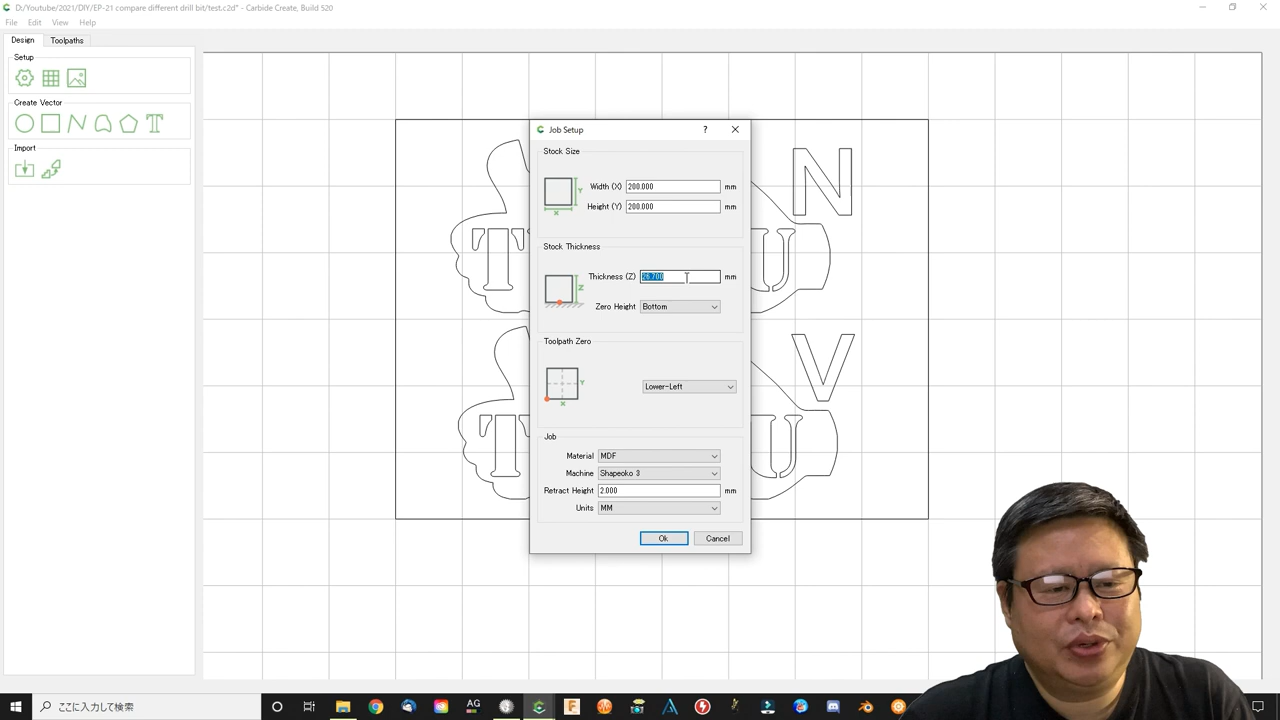 D:/Youtube/2021/DIY/EP-21 compare different drill bit/test.c2d* - Carbide Create, Build 520
File Edit View Help
Design Toolpaths
Setup
Create Vector
Import
Job Setup
Stock Size
Width (X) 200.000 mm
Height (Y) 200.000 mm
Stock Thickness
Thickness (Z) 26.700 mm
Zero Height Bottom
Toolpath Zero
Lower-Left
Job
Material MDF
Machine Shapeoko 3
Retract Height 2.000 mm
Units MM
Ok Cancel
N
T U
V
T U
ここに入力して検索